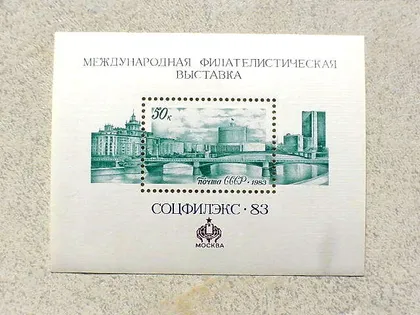 МЕЖДУНАРОДНАЯ ФИЛАТЕЛИСТИЧЕСКАЯ
ВЫСТАВКА
50к
почта СССР · 1983
СОЦФИЛЭКС · 83
МОСКВА